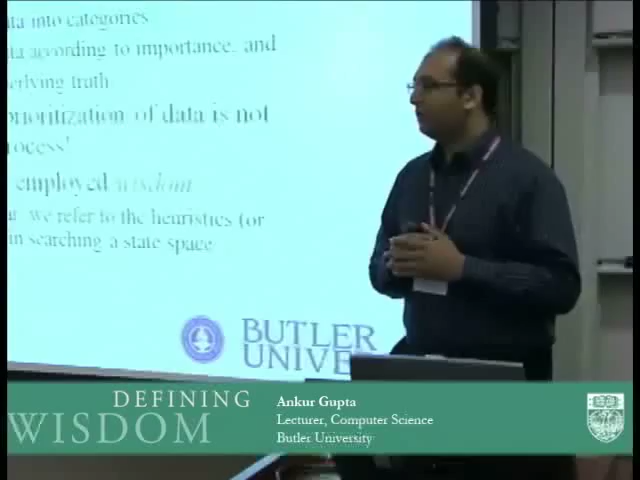 ta into categories
ta according to importance, and
erlying truth
prioritization of data is not
rocess'
employed wisdom
ar, we refer to the heuristics (or
in searching a state space
BUTLER
UNIVE
DEFINING
WISDOM
Ankur Gupta
Lecturer, Computer Science
Butler University